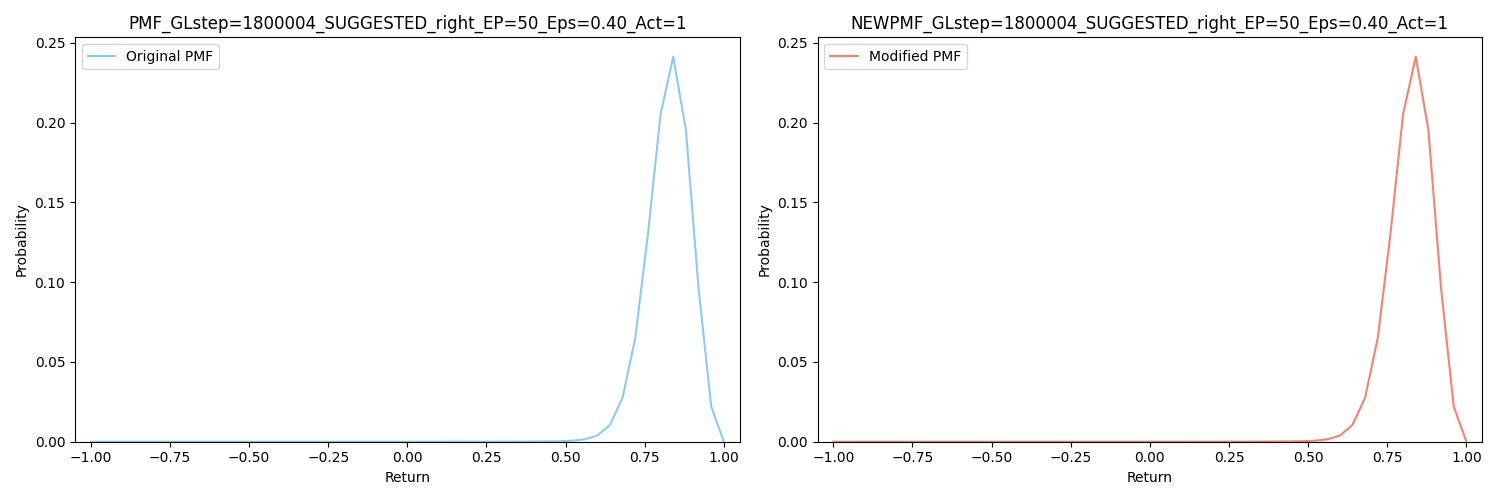 PMF_GLstep=1800004_SUGGESTED_right_EP=50_Eps=0.40_Act=1
0.25
0.20
0.15
0.10
0.05
0.00
Probability
Original PMF
−1.00 −0.75 −0.50 −0.25 0.00 0.25 0.50 0.75 1.00
Return
NEWPMF_GLstep=1800004_SUGGESTED_right_EP=50_Eps=0.40_Act=1
0.25
0.20
0.15
0.10
0.05
0.00
Probability
Modified PMF
−1.00 −0.75 −0.50 −0.25 0.00 0.25 0.50 0.75 1.00
Return